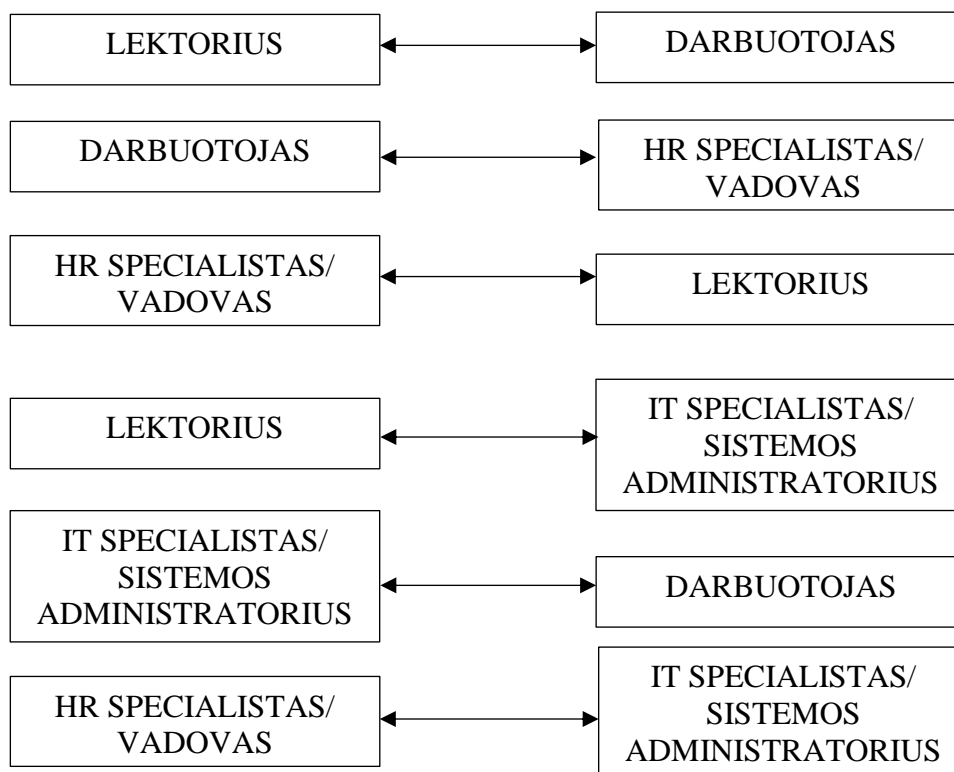 LEKTORIUS
DARBUOTOJAS
DARBUOTOJAS
HR SPECIALISTAS/
VADOVAS
HR SPECIALISTAS/
VADOVAS
LEKTORIUS
LEKTORIUS
IT SPECIALISTAS/
SISTEMOS
ADMINISTRATORIUS
IT SPECIALISTAS/
SISTEMOS
ADMINISTRATORIUS
DARBUOTOJAS
HR SPECIALISTAS/
VADOVAS
IT SPECIALISTAS/
SISTEMOS
ADMINISTRATORIUS